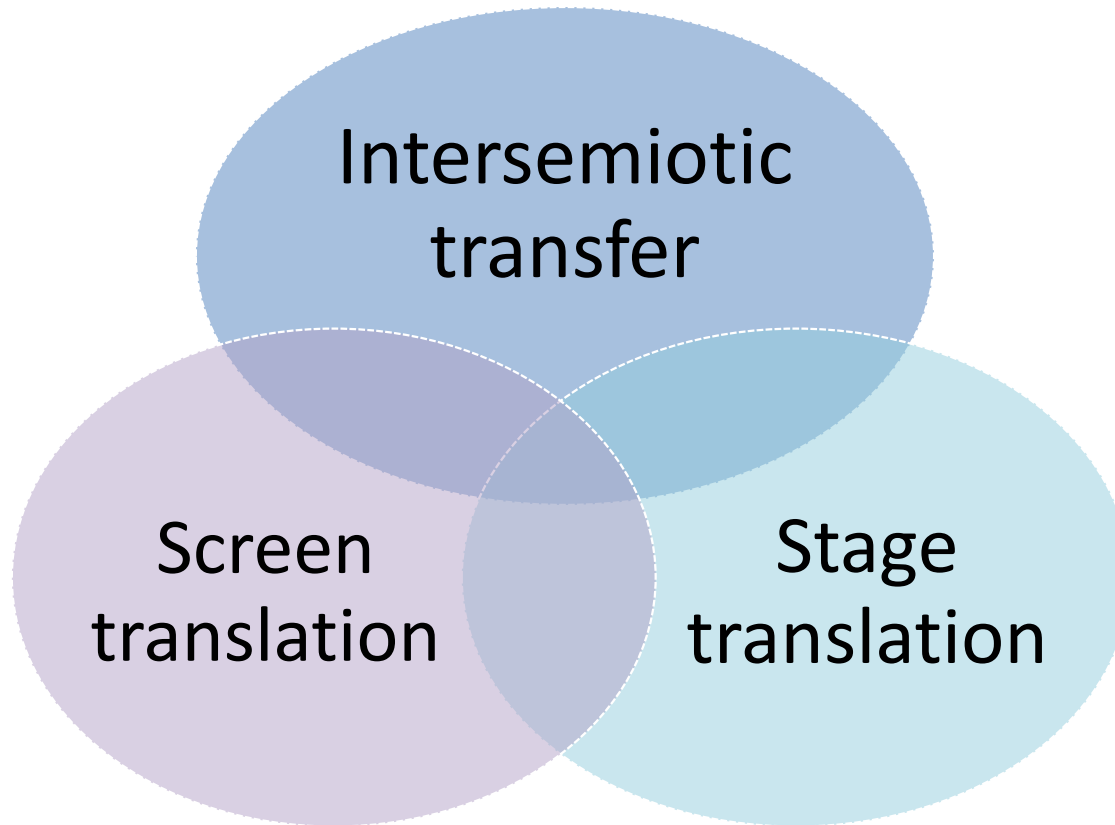 Intersemiotic
transfer
Screen
translation
Stage
translation